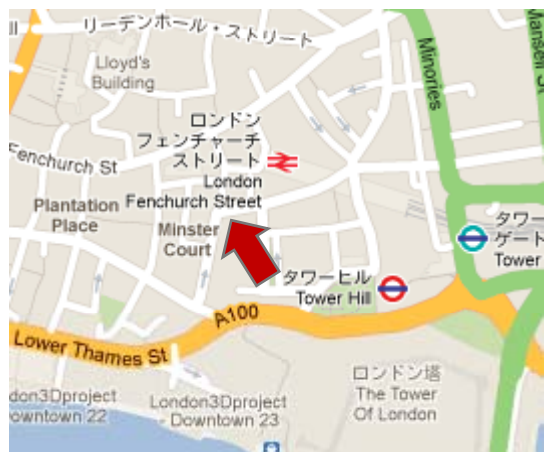 リーデンホール・ストリート
Lloyd's
Building
Minories
Mansell St
ロンドン
フェンチャーチ
ストリート
London
Fenchurch Street
Fenchurch St
Plantation
Place
Minster
Court
タワー
ゲート
Tower
タワーヒル
Tower Hill
A100
Lower Thames St
ロンドン塔
The Tower
Of London
don3Dproject
owntown 22
London3Dproject
- Downtown 23